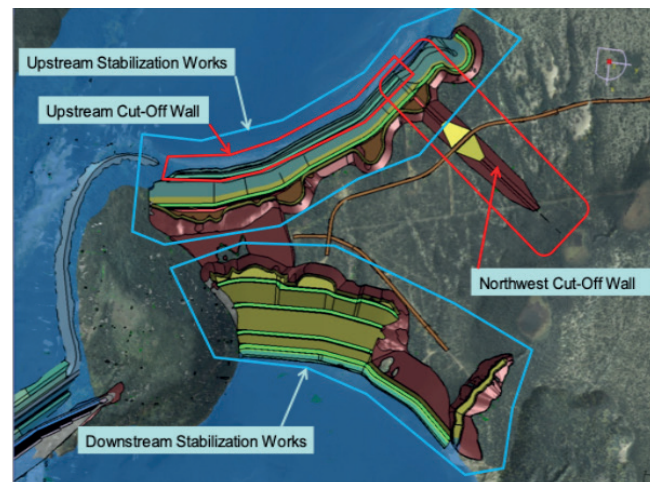 Upstream Stabilization Works
Upstream Cut-Off Wall
Northwest Cut-Off Wall
Downstream Stabilization Works